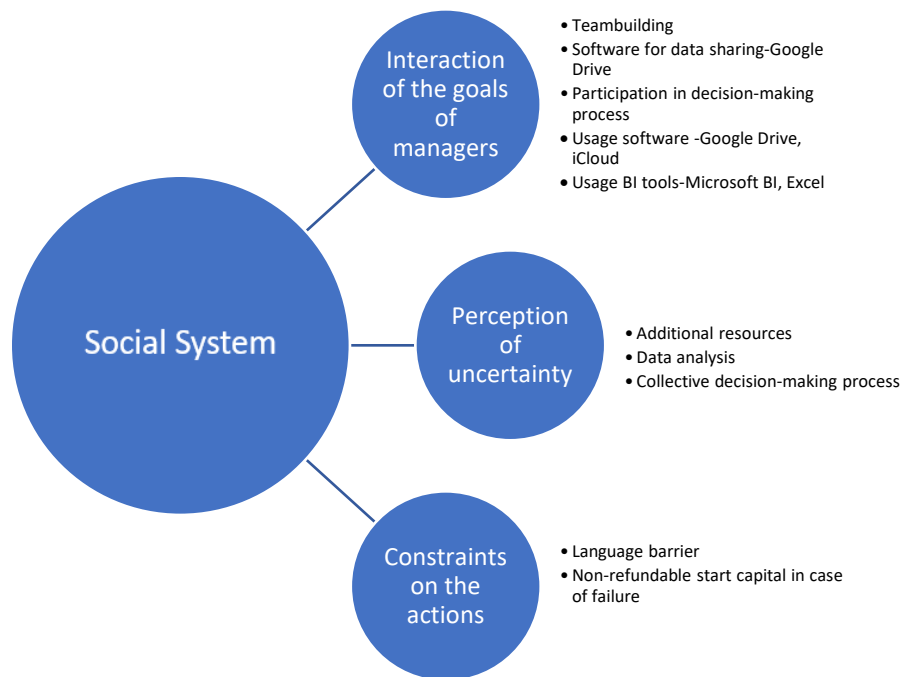 Social System
Interaction
of the goals
of
managers
• Teambuilding
• Software for data sharing-Google
Drive
• Participation in decision-making
process
• Usage software -Google Drive,
iCloud
• Usage BI tools-Microsoft BI, Excel
Perception
of
uncertainty
• Additional resources
• Data analysis
• Collective decision-making process
Constraints
on the
actions
• Language barrier
• Non-refundable start capital in case
of failure